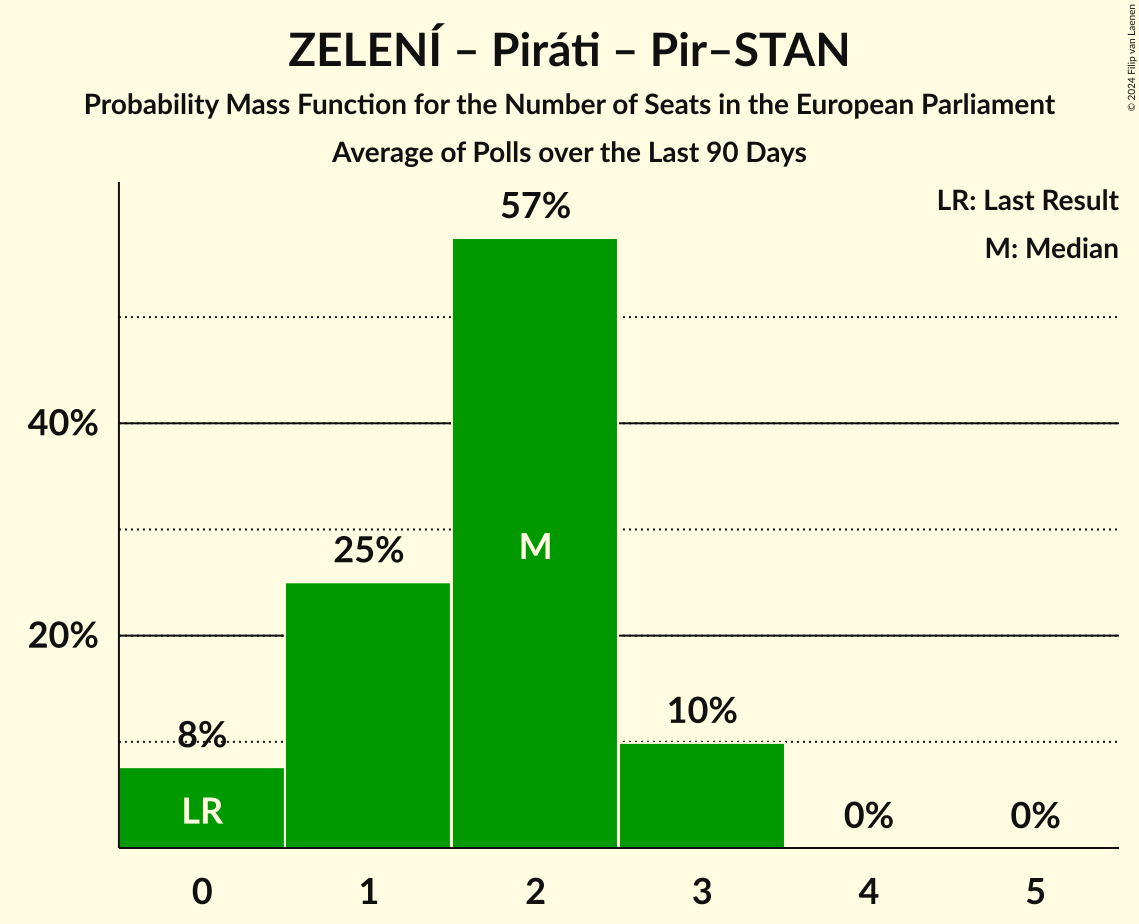 ZELENÍ – Piráti – Pir–STAN
Probability Mass Function for the Number of Seats in the European Parliament
Average of Polls over the Last 90 Days
© 2024 Filip van Laenen
LR: Last Result
M: Median
57%
40%
M
25%
20%
10%
8%
LR
0%
0%
0
1
2
3
4
5